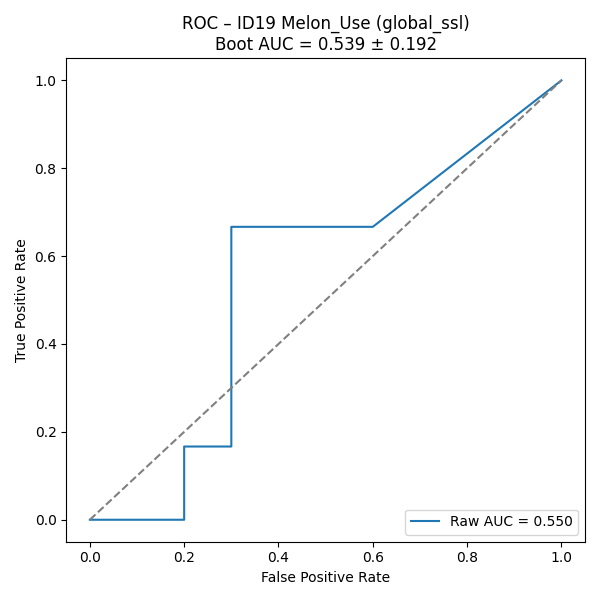 ROC – ID19 Melon_Use (global_ssl)
Boot AUC = 0.539 ± 0.192
True Positive Rate
1.0
0.8
0.6
0.4
0.2
0.0
Raw AUC = 0.550
0.0 0.2 0.4 0.6 0.8 1.0
False Positive Rate